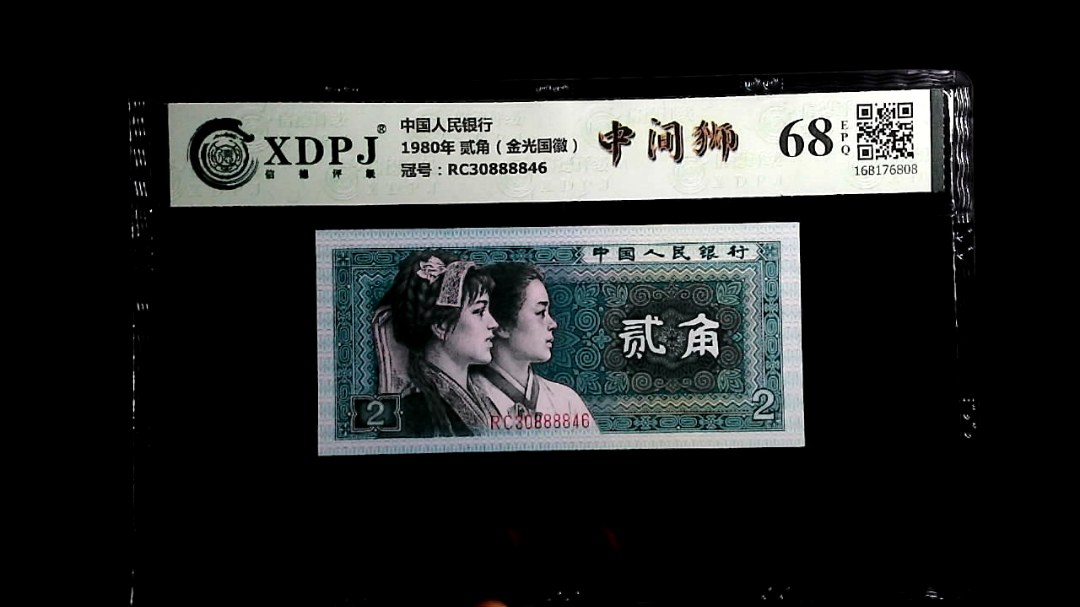 XDPJ®
信德评级
中国人民银行
1980年 贰角（金光国徽）
冠号：RC30888846
中间狮
68
EPQ
16B176808
中国人民银行
贰角
2
2
RC30888846